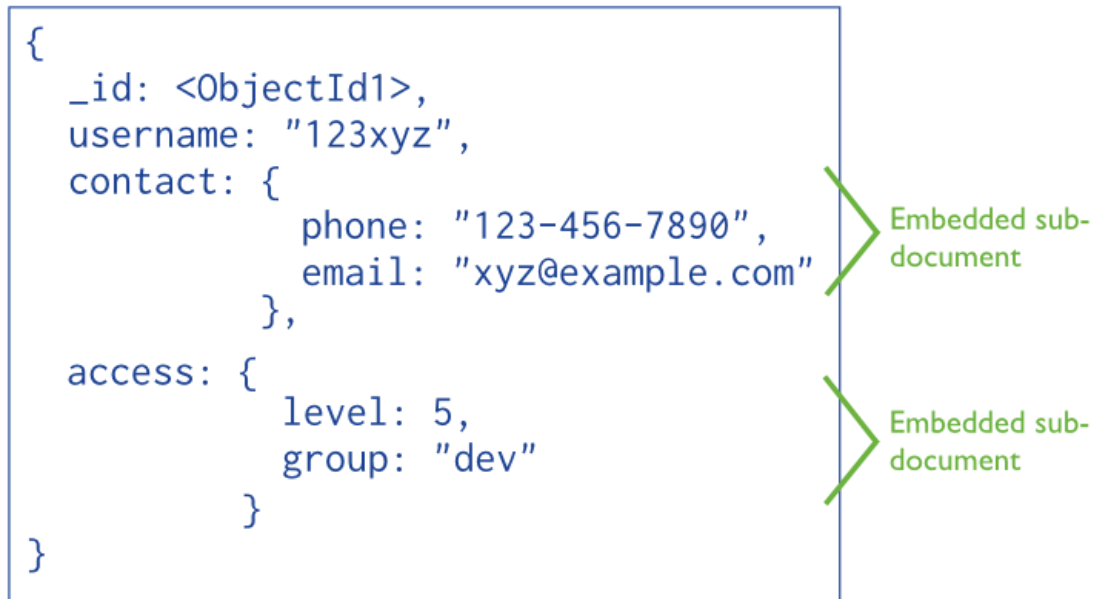 {
_id: <ObjectId1>,
username: "123xyz",
contact: {
phone: "123-456-7890",
email: "xyz@example.com"
},
access: {
level: 5,
group: "dev"
}
}
Embedded sub-
document
Embedded sub-
document